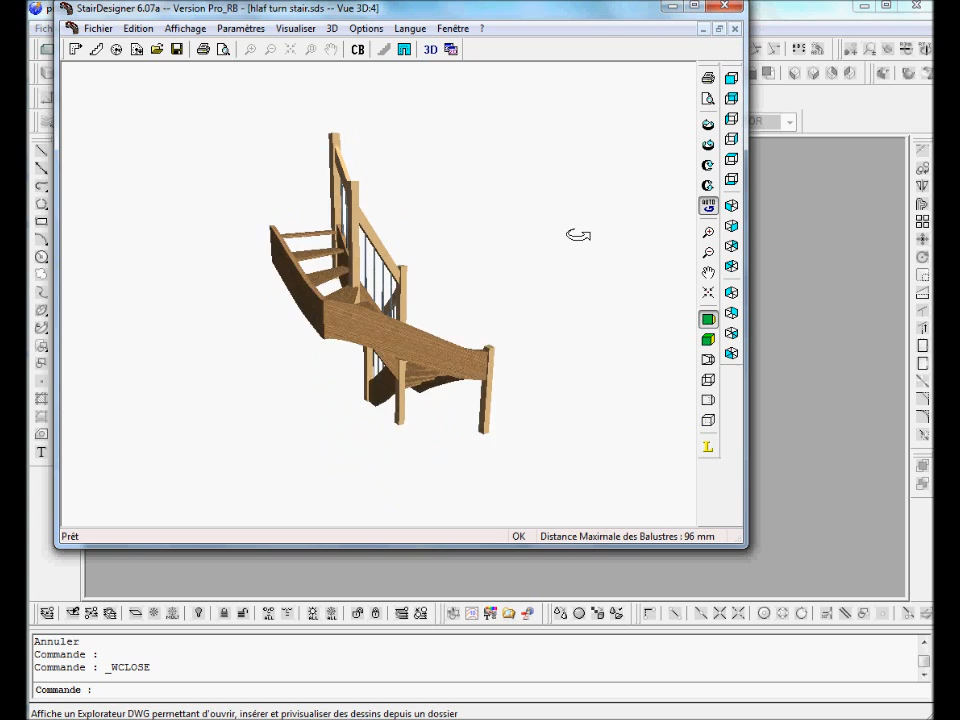 StairDesigner 6.07a -- Version Pro_RB - [hlaf turn stair.sds -- Vue 3D:4]
Fichier Edition Affichage Paramètres Visualiser 3D Options Langue Fenêtre ?
CB 3D
AUTO
L
T
Prêt OK Distance Maximale des Balustres : 96 mm
Annuler
Commande :
Commande : _WCLOSE
Commande :
Affiche un Explorateur DWG permettant d'ouvrir, insérer et privisualiser des dessins depuis un dossier